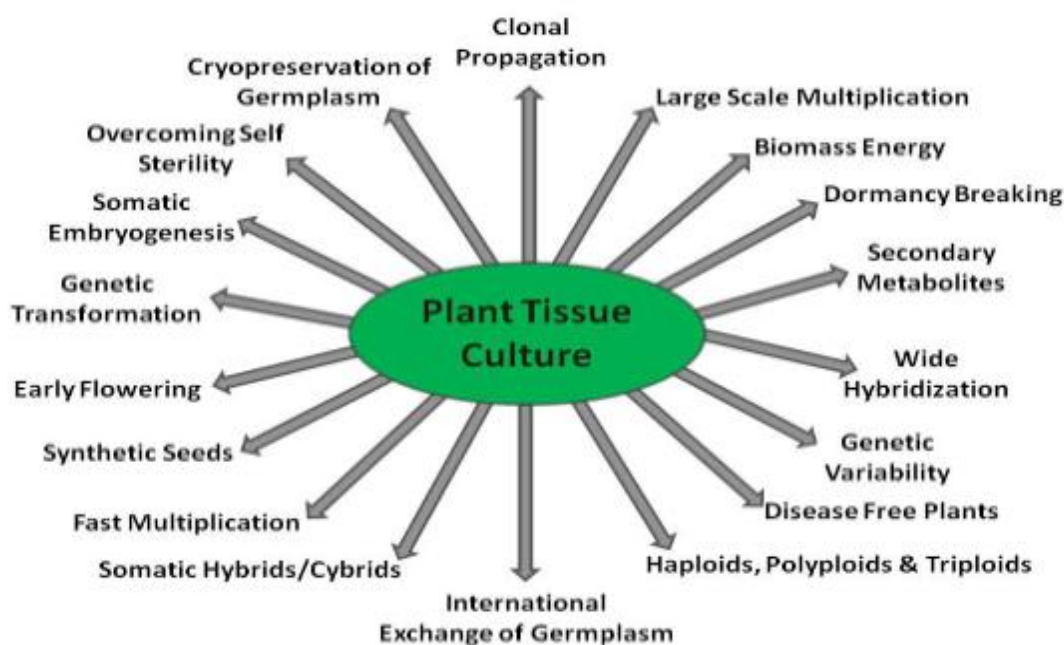 Clonal
Propagation
Cryopreservation of
Germplasm
Large Scale Multiplication
Overcoming Self
Sterility
Biomass Energy
Dormancy Breaking
Somatic
Embryogenesis
Secondary
Metabolites
Genetic
Transformation
Plant Tissue
Culture
Wide
Hybridization
Early Flowering
Genetic
Variability
Synthetic Seeds
Disease Free Plants
Fast Multiplication
Haploids, Polyploids & Triploids
Somatic Hybrids/Cybrids
International
Exchange of Germplasm